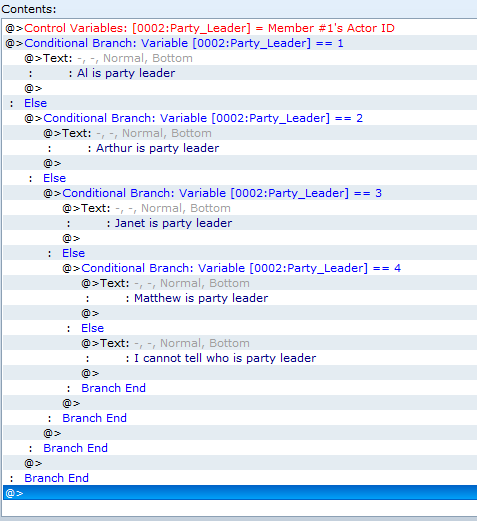 Contents:
@>Control Variables: [0002:Party_Leader] = Member #1's Actor ID
@>Conditional Branch: Variable [0002:Party_Leader] == 1
@>Text: -, -, Normal, Bottom
: : Al is party leader
@>
: Else
@>Conditional Branch: Variable [0002:Party_Leader] == 2
@>Text: -, -, Normal, Bottom
: : Arthur is party leader
@>
: Else
@>Conditional Branch: Variable [0002:Party_Leader] == 3
@>Text: -, -, Normal, Bottom
: : Janet is party leader
@>
: Else
@>Conditional Branch: Variable [0002:Party_Leader] == 4
@>Text: -, -, Normal, Bottom
: : Matthew is party leader
@>
: Else
@>Text: -, -, Normal, Bottom
: : I cannot tell who is party leader
@>
: Branch End
@>
: Branch End
@>
: Branch End
@>
: Branch End
@>